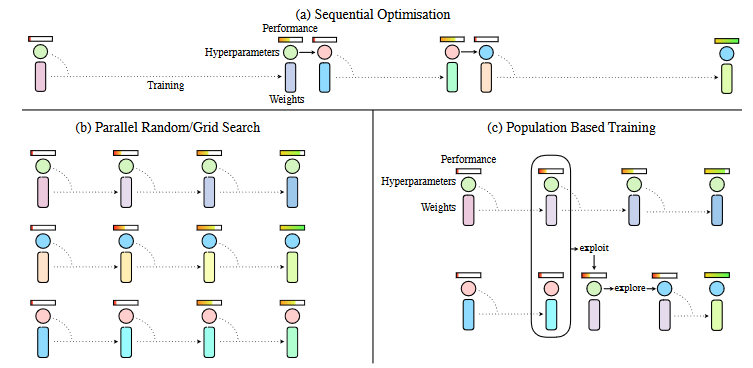 (a) Sequential Optimisation
Performance
Hyperparameters
Training
Weights
(b) Parallel Random/Grid Search
(c) Population Based Training
Performance
Hyperparameters
Weights
exploit
explore